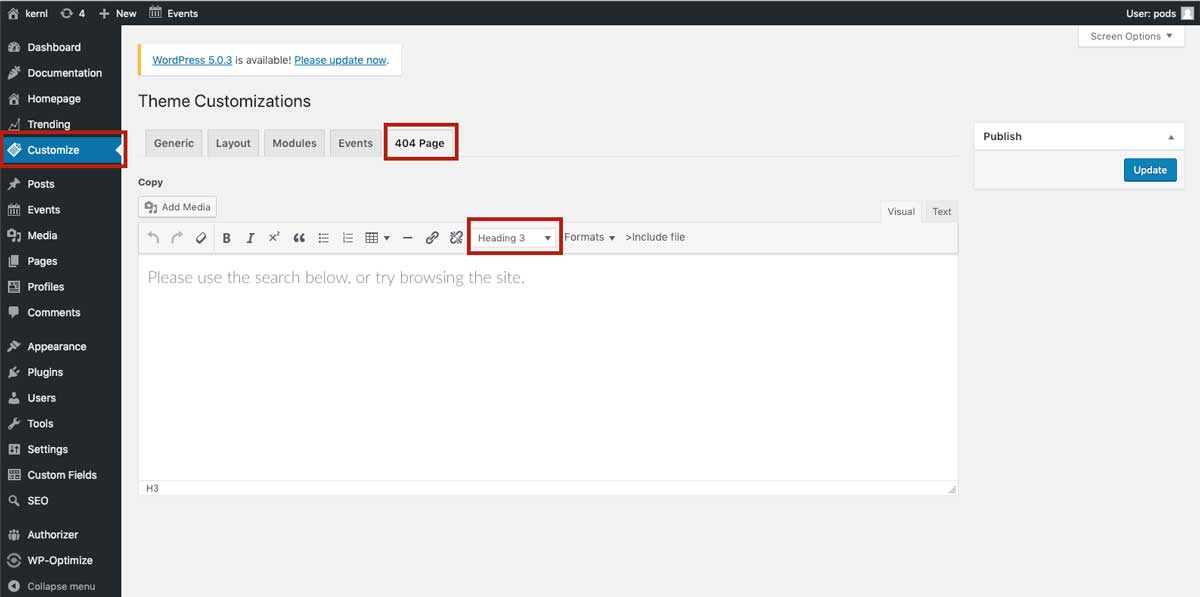 kernl 4 New Events User: pods
Screen Options
Dashboard
Documentation
Homepage
Trending
Customize
Posts
Events
Media
Pages
Profiles
Comments
Appearance
Plugins
Users
Tools
Settings
Custom Fields
SEO
Authorizer
WP-Optimize
Collapse menu
WordPress 5.0.3 is available! Please update now.
Theme Customizations
Generic Layout Modules Events 404 Page
Copy
Add Media
Visual Text
B I x² Heading 3 Formats >Include file
Please use the search below, or try browsing the site.
H3
Publish
Update